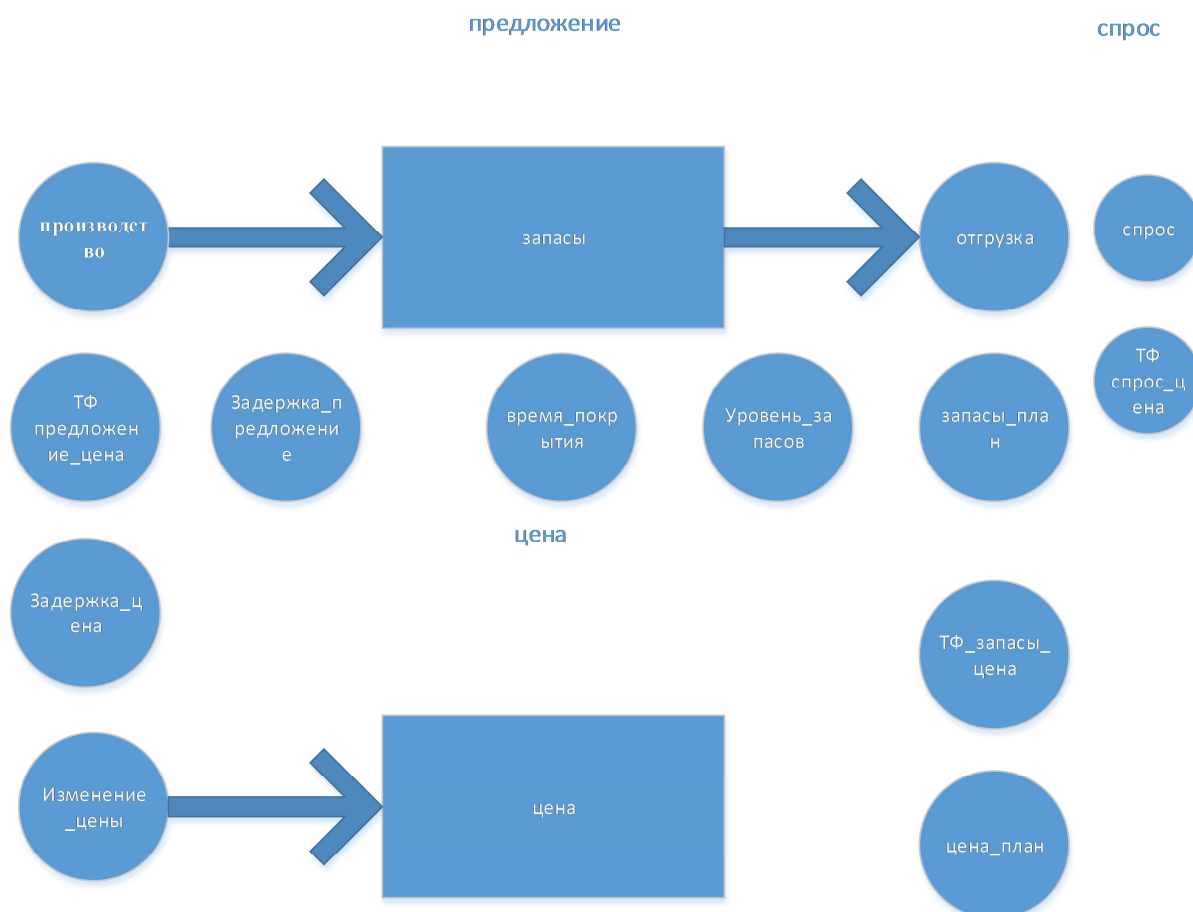 предложение
спрос
производст
во
запасы
отгрузка
спрос
ТФ
предложен
ие_цена
Задержка_п
редложени
е
время_покр
ытия
Уровень_за
пасов
запасы_пла
н
ТФ
спрос_ц
ена
цена
Задержка_ц
ена
ТФ_запасы_
цена
Изменение
_цены
цена
цена_план